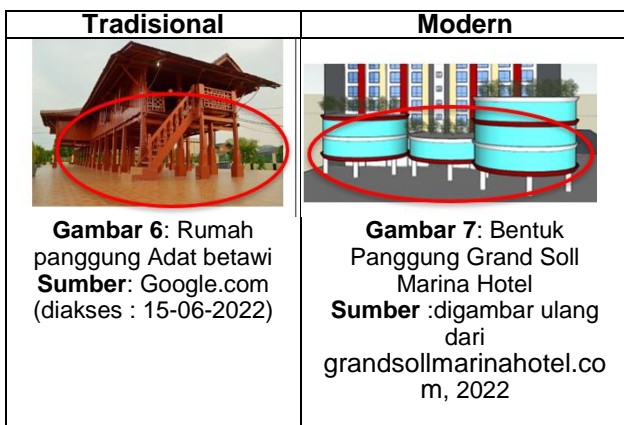 Tradisional
Modern
Gambar 6: Rumah
panggung Adat betawi
Sumber: Google.com
(diakses : 15-06-2022)
Gambar 7: Bentuk
Panggung Grand Soll
Marina Hotel
Sumber :digambar ulang
dari
grandsollmarinahotel.co
m, 2022